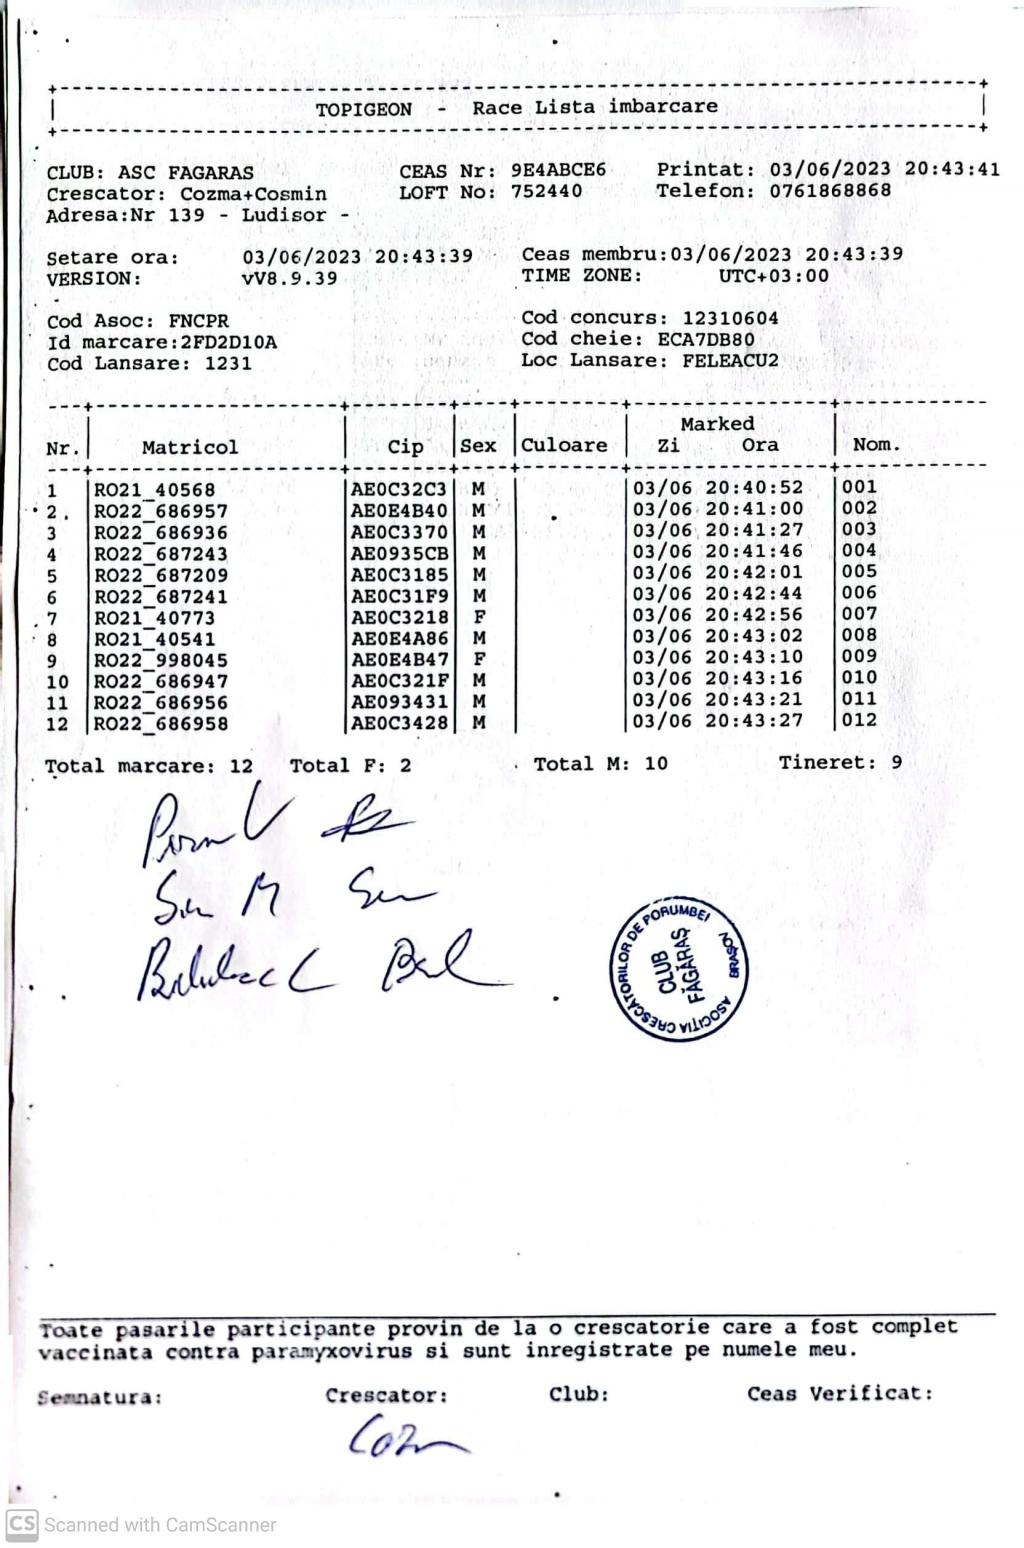 TOPIGEON - Race Lista imbarcare
CLUB: ASC FAGARAS CEAS Nr: 9E4ABCE6 Printat: 03/06/2023 20:43:41
Crescator: Cozma+Cosmin LOFT No: 752440 Telefon: 0761868868
Adresa:Nr 139 - Ludisor -
Setare ora: 03/06/2023 20:43:39 Ceas membru:03/06/2023 20:43:39
VERSION: vV8.9.39 TIME ZONE: UTC+03:00
Cod Asoc: FNCPR Cod concurs: 12310604
Id marcare:2FD2D10A Cod cheie: ECA7DB80
Cod Lansare: 1231 Loc Lansare: FELEACU2
Marked
Nr. Matricol Cip Sex Culoare Zi Ora Nom.
1 RO21_40568 AE0C32C3 M 03/06 20:40:52 001
2 RO22_686957 AE0E4B40 M 03/06 20:41:00 002
3 RO22_686936 AE0C3370 M 03/06 20:41:27 003
4 RO22_687243 AE0935CB M 03/06 20:41:46 004
5 RO22_687209 AE0C3185 M 03/06 20:42:01 005
6 RO22_687241 AE0C31F9 M 03/06 20:42:44 006
7 RO21_40773 AE0C3218 F 03/06 20:42:56 007
8 RO21_40541 AE0E4A86 M 03/06 20:43:02 008
9 RO22_998045 AE0E4B47 F 03/06 20:43:10 009
10 RO22_686947 AE0C321F M 03/06 20:43:16 010
11 RO22_686956 AE093431 M 03/06 20:43:21 011
12 RO22_686958 AE0C3428 M 03/06 20:43:27 012
Total marcare: 12 Total F: 2 Total M: 10 Tineret: 9
ASOCIȚIA CRESCĂTORILOR DE PORUMBEI BRAȘOV
CLUB
FĂGĂRAȘ
Toate pasarile participante provin de la o crescatorie care a fost complet
vaccinata contra paramyxovirus si sunt inregistrate pe numele meu.
Semnatura: Crescator: Club: Ceas Verificat:
CS Scanned with CamScanner